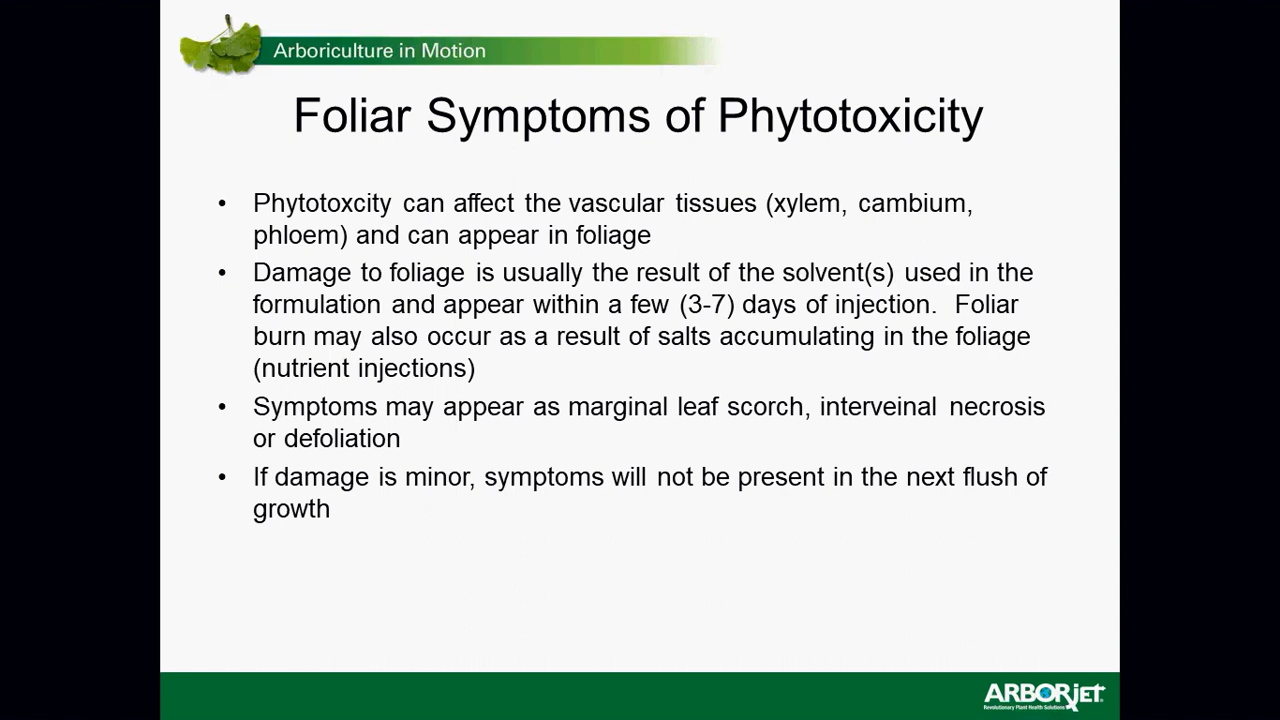 Arboriculture in Motion
Foliar Symptoms of Phytotoxicity
• Phytotoxcity can affect the vascular tissues (xylem, cambium,
phloem) and can appear in foliage
• Damage to foliage is usually the result of the solvent(s) used in the
formulation and appear within a few (3-7) days of injection. Foliar
burn may also occur as a result of salts accumulating in the foliage
(nutrient injections)
• Symptoms may appear as marginal leaf scorch, interveinal necrosis
or defoliation
• If damage is minor, symptoms will not be present in the next flush of
growth
ARBORjET
Revolutionary Plant Health Solutions